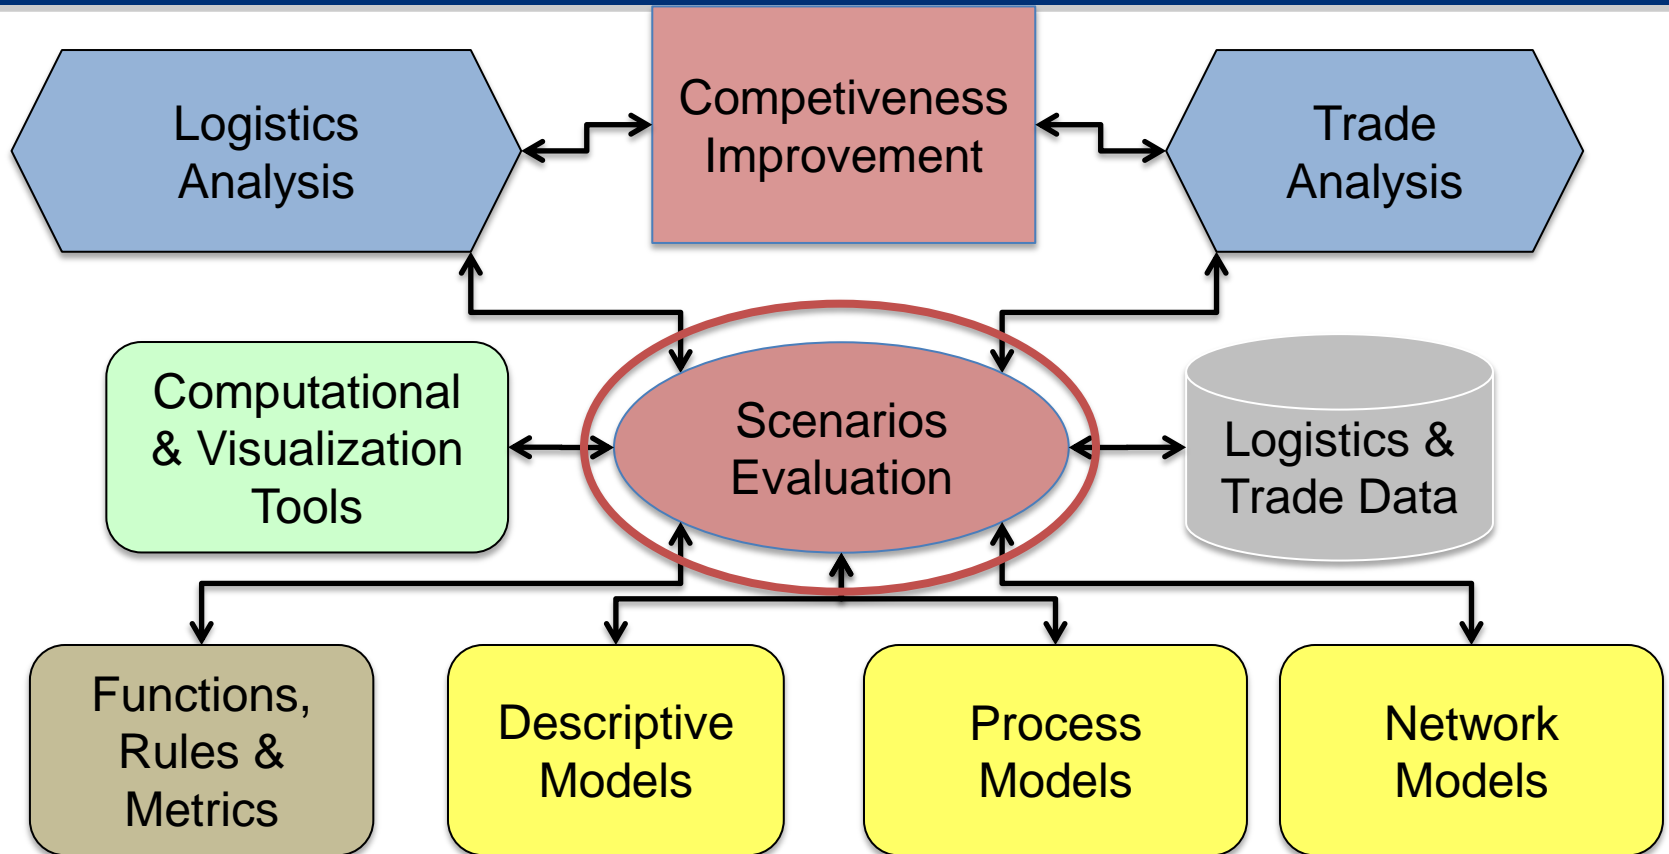 Logistics
Analysis
Competiveness
Improvement
Trade
Analysis
Computational
& Visualization
Tools
Scenarios
Evaluation
Logistics &
Trade Data
Functions,
Rules &
Metrics
Descriptive
Models
Process
Models
Network
Models